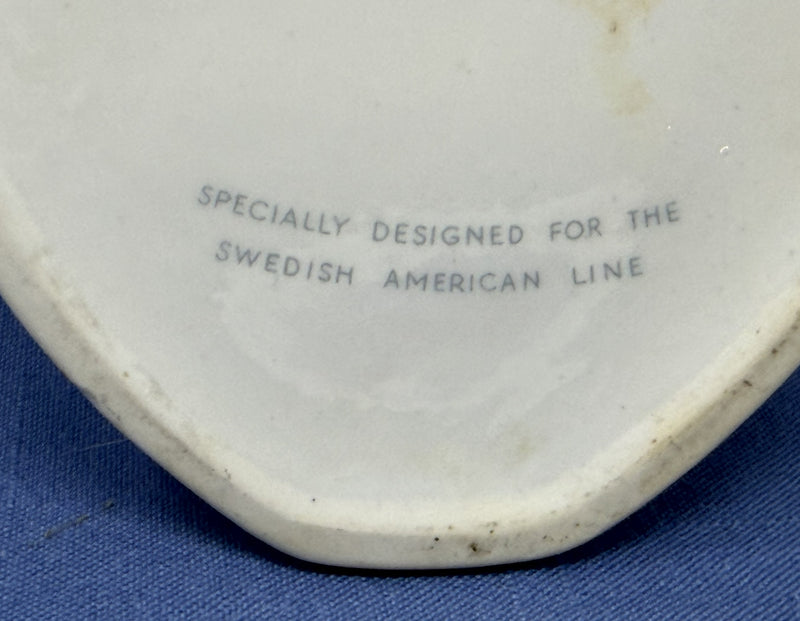 SPECIALLY DESIGNED FOR THE
SWEDISH AMERICAN LINE